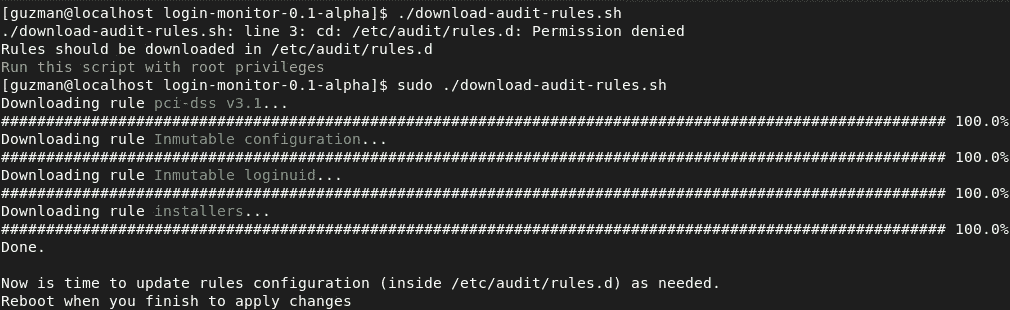 [guzman@localhost login-monitor-0.1-alpha]$ ./download-audit-rules.sh
./download-audit-rules.sh: line 3: cd: /etc/audit/rules.d: Permission denied
Rules should be downloaded in /etc/audit/rules.d
Run this script with root privileges
[guzman@localhost login-monitor-0.1-alpha]$ sudo ./download-audit-rules.sh
Downloading rule pci-dss v3.1...
######################################################################################################### 100.0%
Downloading rule Inmutable configuration...
######################################################################################################### 100.0%
Downloading rule Inmutable loginuid...
######################################################################################################### 100.0%
Downloading rule installers...
######################################################################################################### 100.0%
Done.
Now is time to update rules configuration (inside /etc/audit/rules.d) as needed.
Reboot when you finish to apply changes